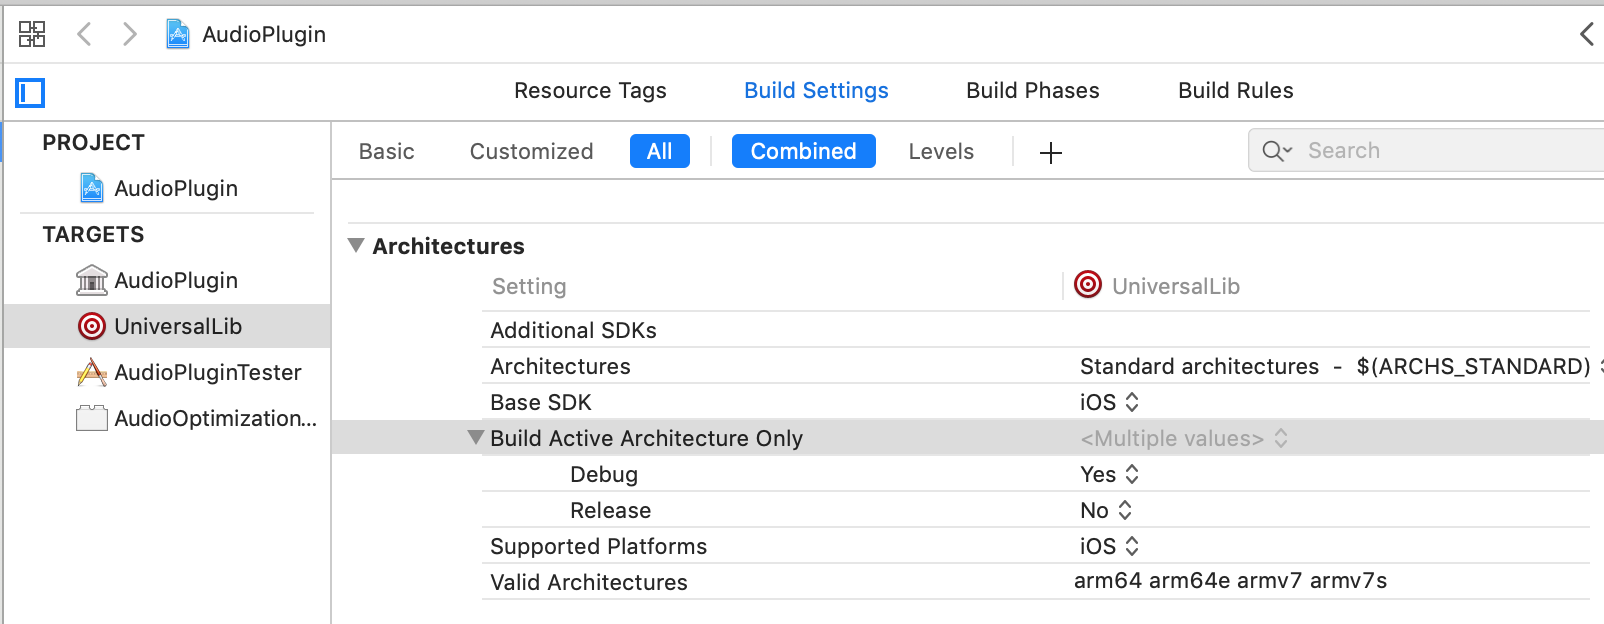 AudioPlugin
Resource Tags Build Settings Build Phases Build Rules
PROJECT
AudioPlugin
TARGETS
AudioPlugin
UniversalLib
AudioPluginTester
AudioOptimization...
Basic Customized All Combined Levels + Search
Architectures
Setting UniversalLib
Additional SDKs
Architectures Standard architectures - $(ARCHS_STANDARD)
Base SDK iOS
Build Active Architecture Only <Multiple values>
Debug Yes
Release No
Supported Platforms iOS
Valid Architectures arm64 arm64e armv7 armv7s